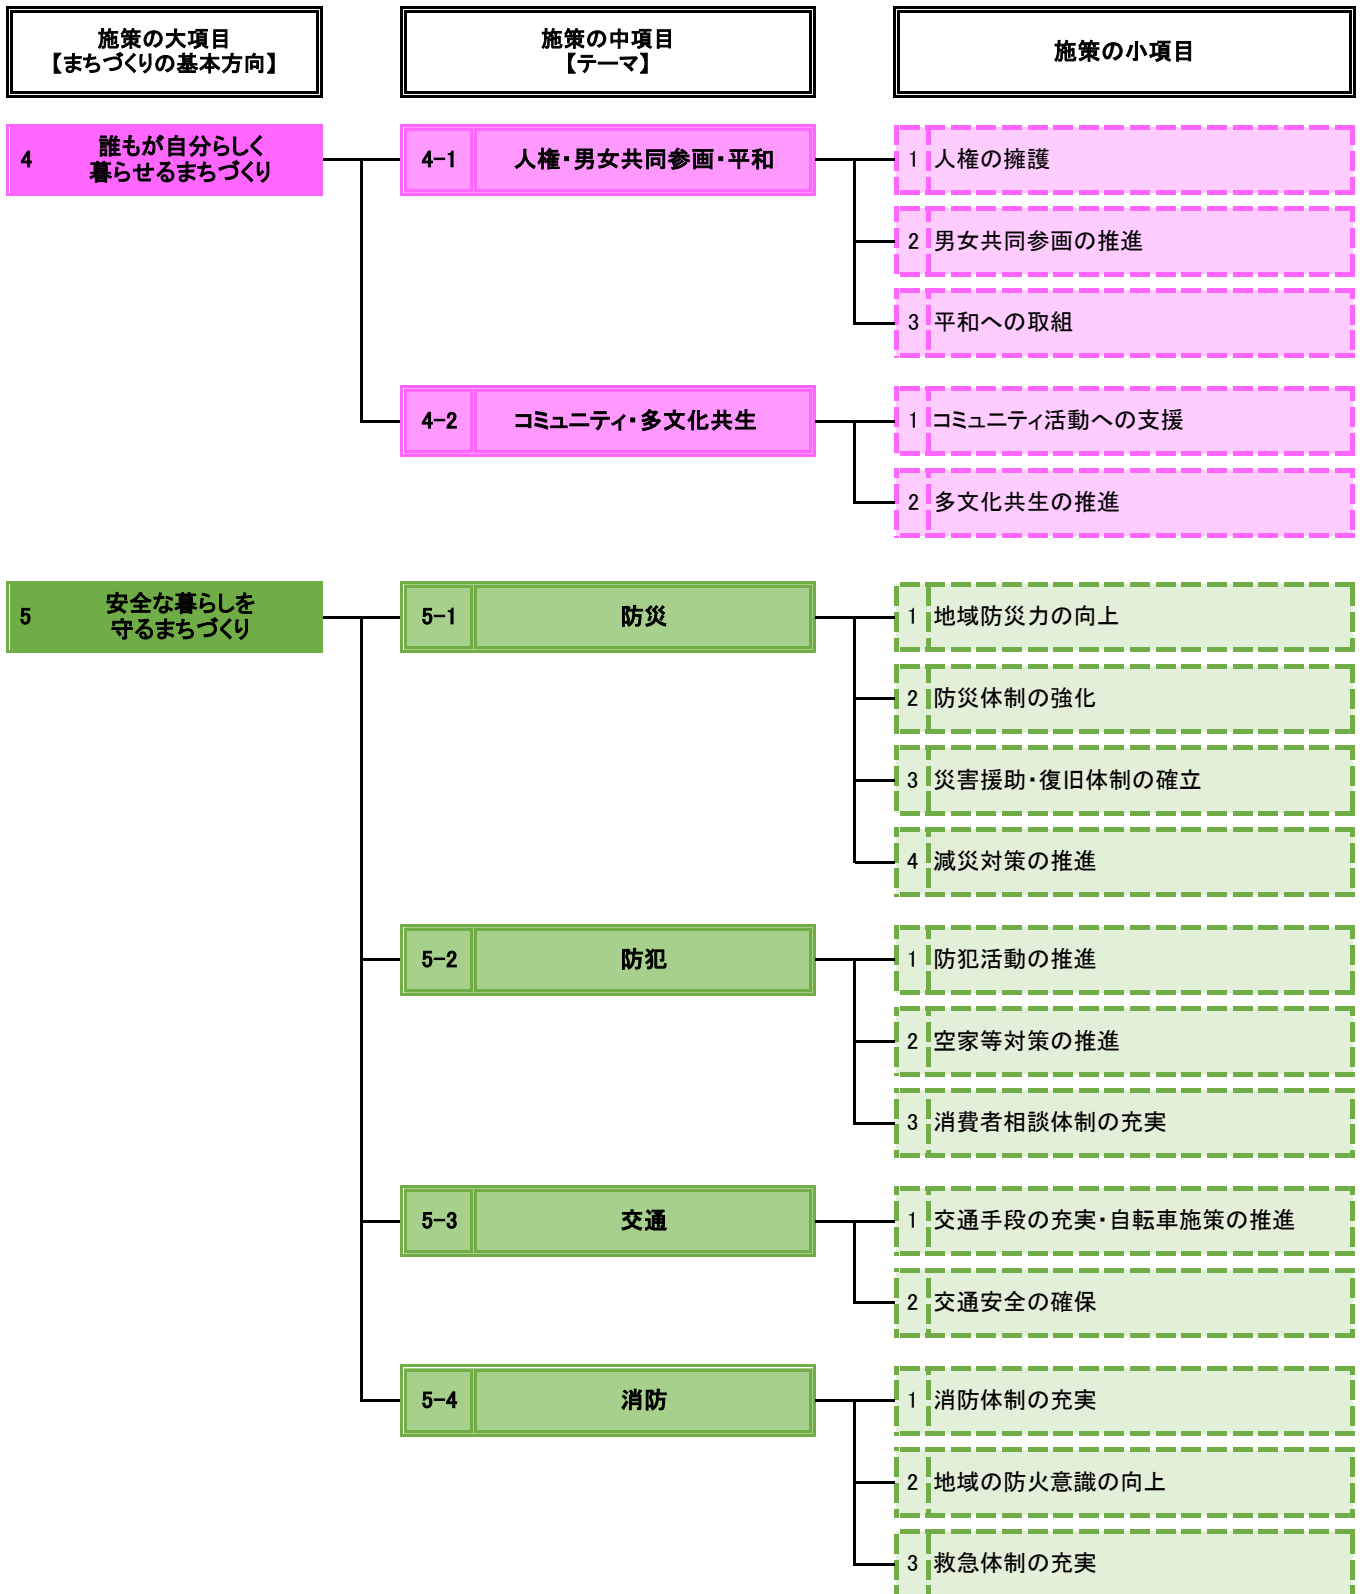 施策の大項目
【まちづくりの基本方向】
施策の中項目
【テーマ】
施策の小項目
4
誰もが自分らしく
暮らせるまちづくり
4-1
人権・男女共同参画・平和
1 人権の擁護
2 男女共同参画の推進
3 平和への取組
4-2
コミュニティ・多文化共生
1 コミュニティ活動への支援
2 多文化共生の推進
5
安全な暮らしを
守るまちづくり
5-1
防災
1 地域防災力の向上
2 防災体制の強化
3 災害援助・復旧体制の確立
4 減災対策の推進
5-2
防犯
1 防犯活動の推進
2 空家等対策の推進
3 消費者相談体制の充実
5-3
交通
1 交通手段の充実・自転車施策の推進
2 交通安全の確保
5-4
消防
1 消防体制の充実
2 地域の防火意識の向上
3 救急体制の充実